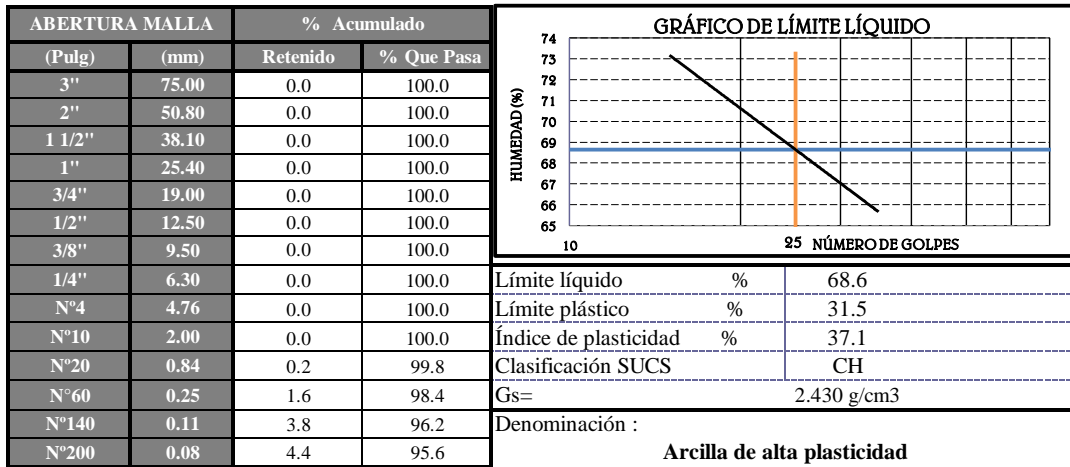 ABERTURA MALLA % Acumulado
(Pulg) (mm) Retenido % Que Pasa
3'' 75.00 0.0 100.0
2'' 50.80 0.0 100.0
1 1/2'' 38.10 0.0 100.0
1'' 25.40 0.0 100.0
3/4'' 19.00 0.0 100.0
1/2'' 12.50 0.0 100.0
3/8'' 9.50 0.0 100.0
1/4'' 6.30 0.0 100.0
Nº4 4.76 0.0 100.0
Nº10 2.00 0.0 100.0
Nº20 0.84 0.2 99.8
N°60 0.25 1.6 98.4
Nº140 0.11 3.8 96.2
Nº200 0.08 4.4 95.6
GRÁFICO DE LÍMITE LÍQUIDO
HUMEDAD (%)
74
73
72
71
70
69
68
67
66
65
10 25 NÚMERO DE GOLPES
Límite líquido % 68.6
Límite plástico % 31.5
Índice de plasticidad % 37.1
Clasificación SUCS CH
Gs= 2.430 g/cm3
Denominación :
Arcilla de alta plasticidad